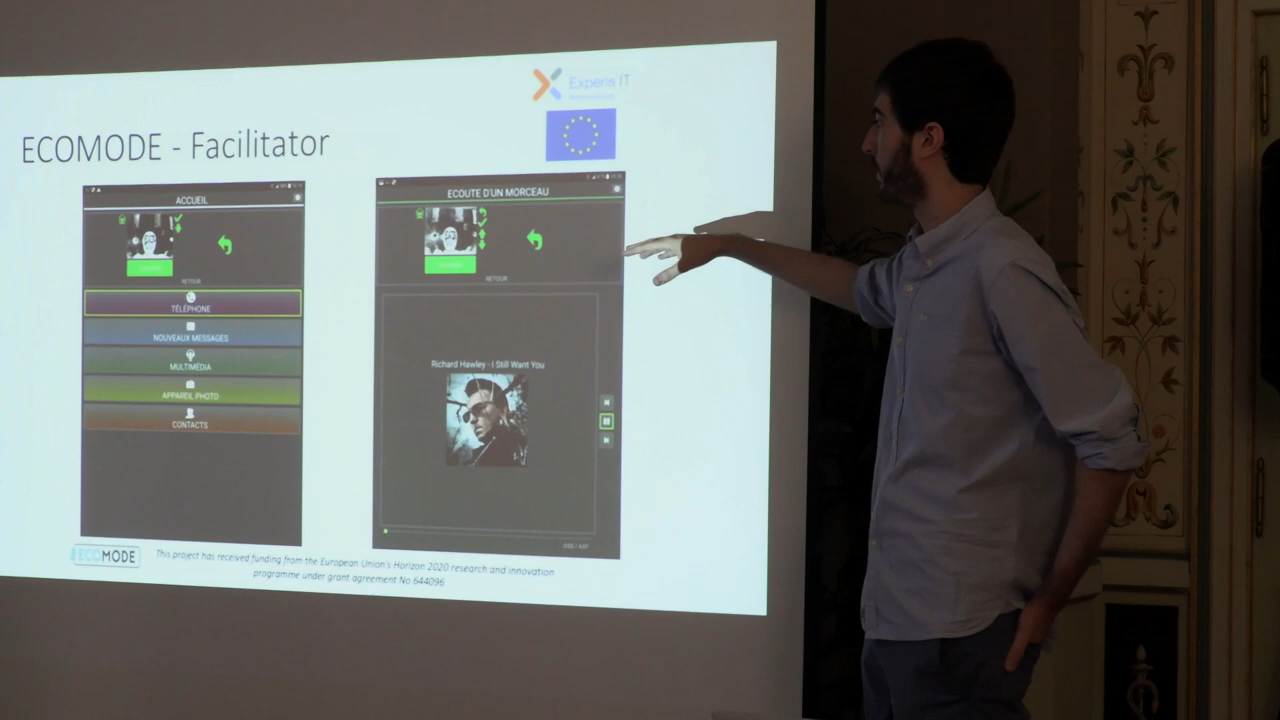 Experis IT
ECOMODE - Facilitator
ACCUEIL
RETOUR
TÉLÉPHONE
NOUVEAUX MESSAGES
MULTIMÉDIA
APPAREIL PHOTO
CONTACTS
ECOUTE D'UN MORCEAU
RETOUR
Richard Hawley - I Still Want You
ECOMODE
This project has received funding from the European Union's Horizon 2020 research and innovation
programme under grant agreement No 644096